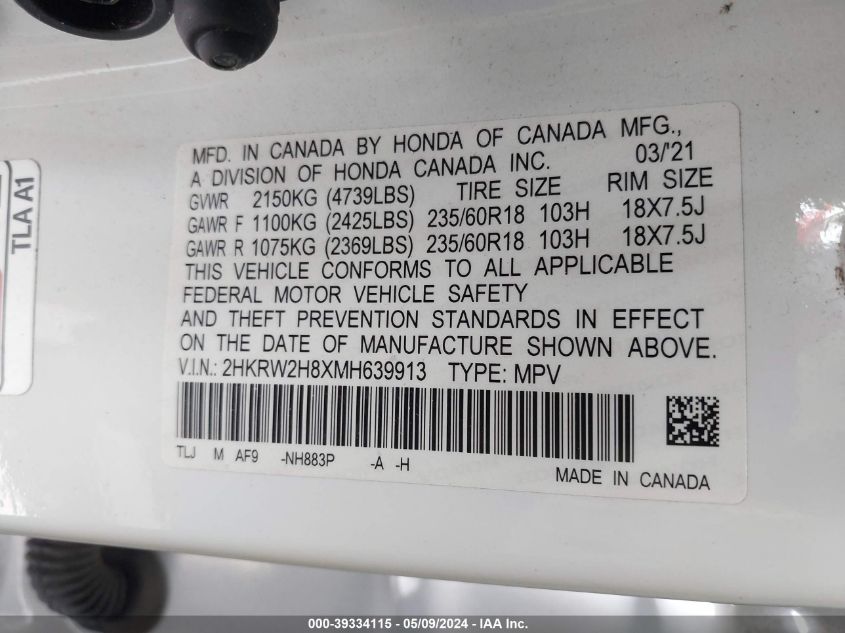 TLA A1
MFD. IN CANADA BY HONDA OF CANADA MFG.,
A DIVISION OF HONDA CANADA INC. 03/'21
GVWR 2150KG (4739LBS) TIRE SIZE RIM SIZE
GAWR F 1100KG (2425LBS) 235/60R18 103H 18X7.5J
GAWR R 1075KG (2369LBS) 235/60R18 103H 18X7.5J
THIS VEHICLE CONFORMS TO ALL APPLICABLE
FEDERAL MOTOR VEHICLE SAFETY
AND THEFT PREVENTION STANDARDS IN EFFECT
ON THE DATE OF MANUFACTURE SHOWN ABOVE.
V.I.N.: 2HKRW2H8XMH639913 TYPE: MPV
TLJ M AF9 -NH883P -A -H
MADE IN CANADA
000-39334115 - 05/09/2024 - IAA Inc.